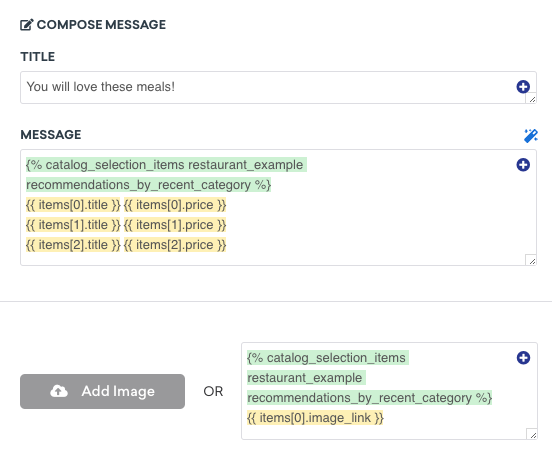 COMPOSE MESSAGE
TITLE
You will love these meals!
MESSAGE
{% catalog_selection_items restaurant_example
recommendations_by_recent_category %}
{{ items[0].title }} {{ items[0].price }}
{{ items[1].title }} {{ items[1].price }}
{{ items[2].title }} {{ items[2].price }}
Add Image
OR
{% catalog_selection_items
restaurant_example
recommendations_by_recent_category %}
{{ items[0].image_link }}